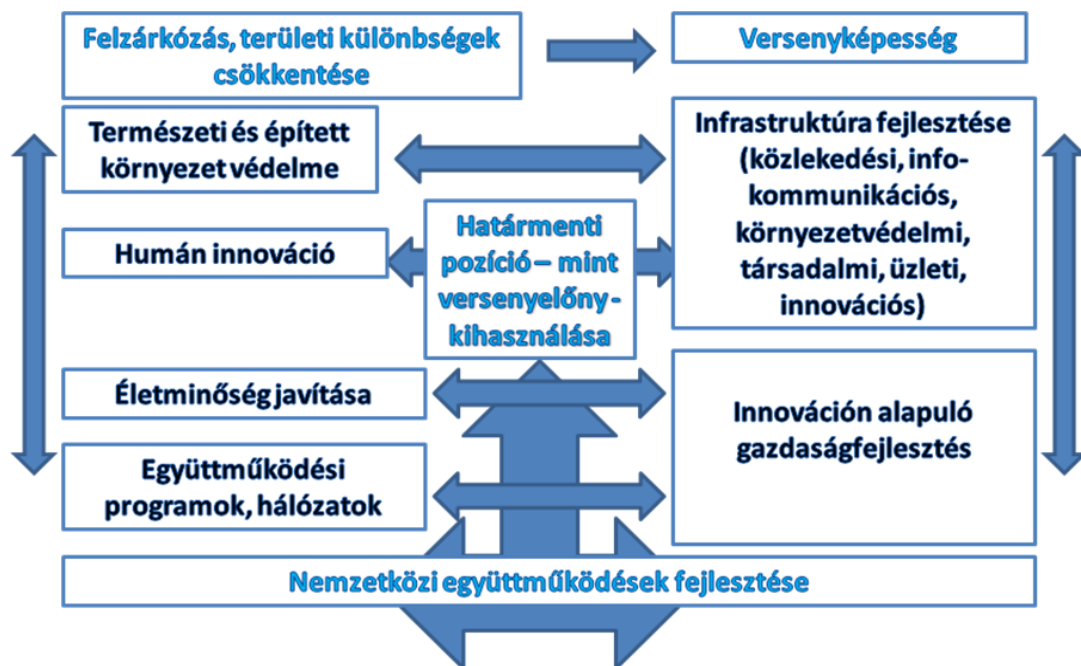 Felzárkózás, területi különbségek
csökkentése
Versenyképesség
Természeti és épített
környezet védelme
Infrastruktúra fejlesztése
(közlekedési, info-
kommunikációs,
környezetvédelmi,
társadalmi, üzleti,
innovációs)
Humán innováció
Határmenti
pozíció – mint
versenyelőny -
kihasználása
Életminőség javítása
Innováción alapuló
gazdaságfejlesztés
Együttműködési
programok, hálózatok
Nemzetközi együttműködések fejlesztése